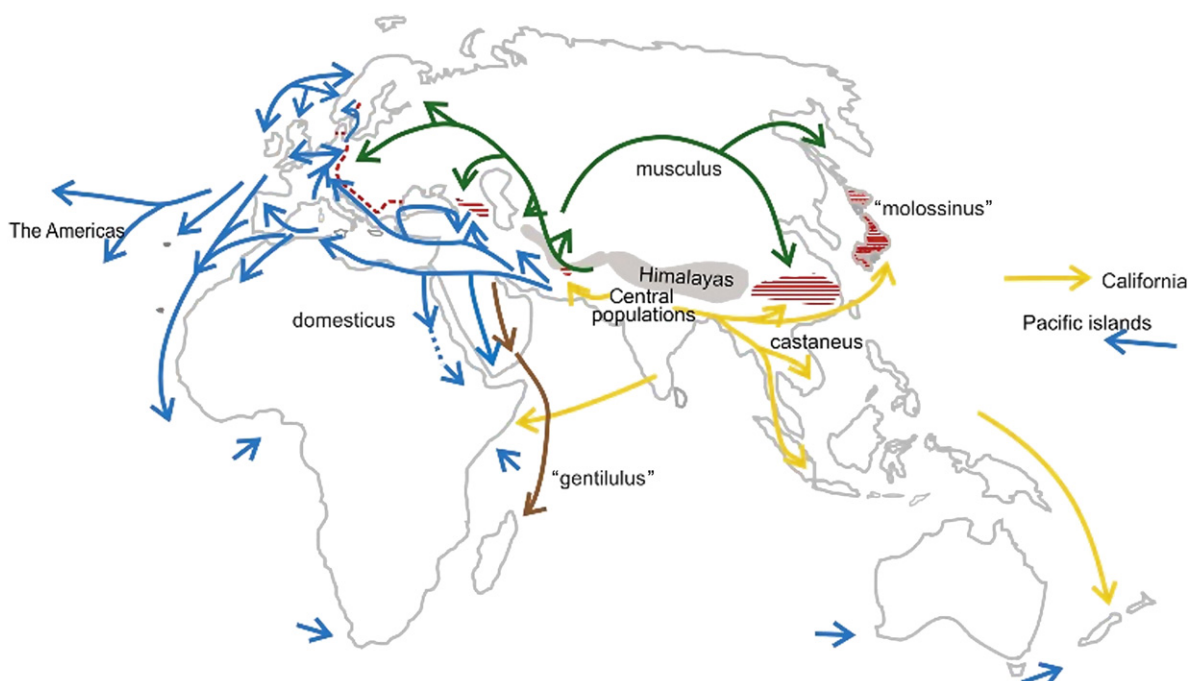 musculus
"molossinus"
The Americas
Himalayas
Central
populations
California
domesticus
Pacific islands
castaneus
"gentilulus"